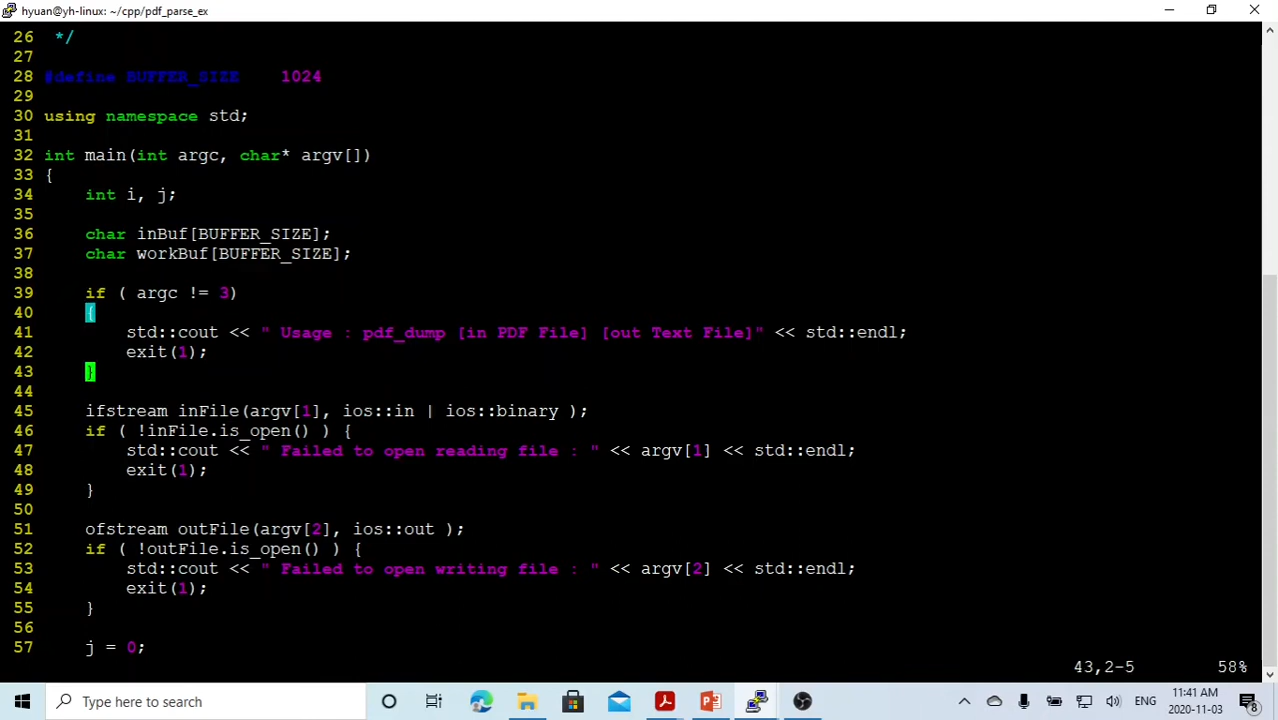 hyuan@yh-linux: ~/cpp/pdf_parse_ex
26 */
27
28 #define BUFFER_SIZE    1024
29
30 using namespace std;
31
32 int main(int argc, char* argv[])
33 {
34     int i, j;
35
36     char inBuf[BUFFER_SIZE];
37     char workBuf[BUFFER_SIZE];
38
39     if ( argc != 3)
40     {
41         std::cout << " Usage : pdf_dump [in PDF File] [out Text File]" << std::endl;
42         exit(1);
43     }
44
45     ifstream inFile(argv[1], ios::in | ios::binary );
46     if ( !inFile.is_open() ) {
47         std::cout << " Failed to open reading file : " << argv[1] << std::endl;
48         exit(1);
49     }
50
51     ofstream outFile(argv[2], ios::out );
52     if ( !outFile.is_open() ) {
53         std::cout << " Failed to open writing file : " << argv[2] << std::endl;
54         exit(1);
55     }
56
57     j = 0;
43,2-5 58%
Type here to search
ENG
11:41 AM
2020-11-03
8